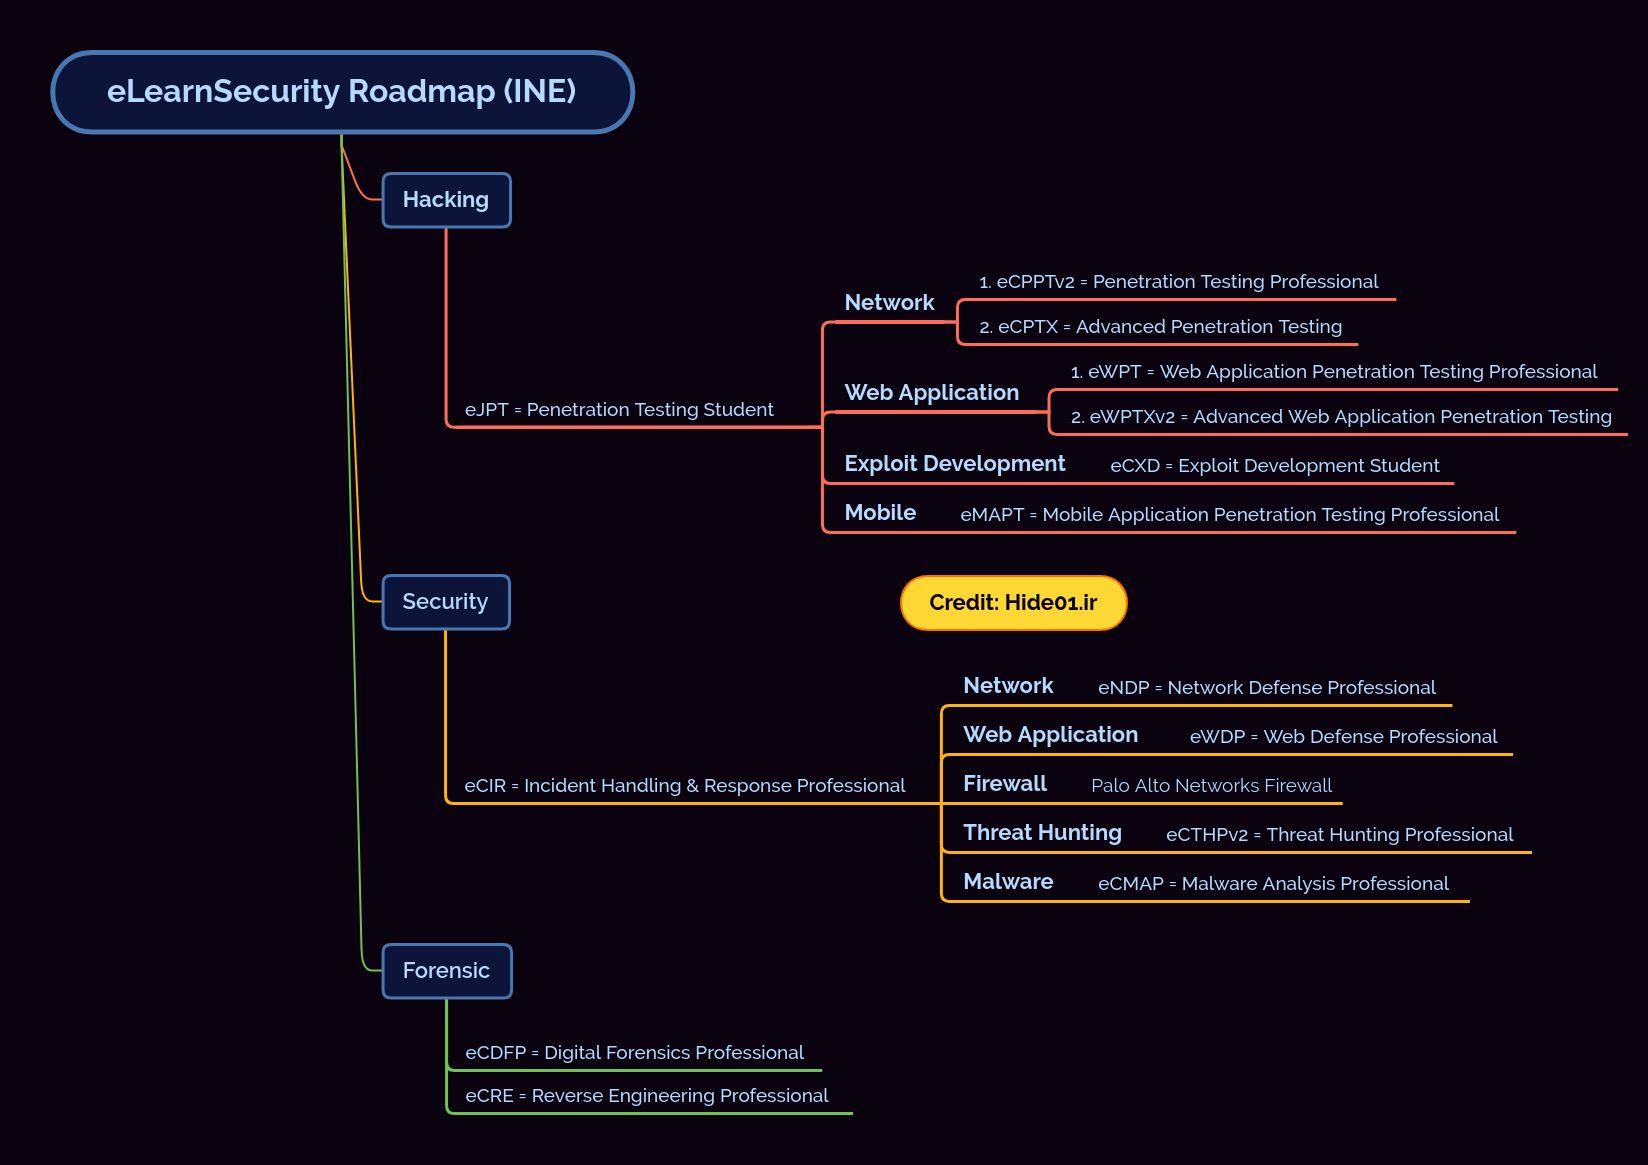 eLearnSecurity Roadmap (INE)
Hacking
eJPT = Penetration Testing Student
Network
1. eCPPTv2 = Penetration Testing Professional
2. eCPTX = Advanced Penetration Testing
Web Application
1. eWPT = Web Application Penetration Testing Professional
2. eWPTXv2 = Advanced Web Application Penetration Testing
Exploit Development eCXD = Exploit Development Student
Mobile eMAPT = Mobile Application Penetration Testing Professional
Security
Credit: Hide01.ir
eCIR = Incident Handling & Response Professional
Network eNDP = Network Defense Professional
Web Application eWDP = Web Defense Professional
Firewall Palo Alto Networks Firewall
Threat Hunting eCTHPv2 = Threat Hunting Professional
Malware eCMAP = Malware Analysis Professional
Forensic
eCDFP = Digital Forensics Professional
eCRE = Reverse Engineering Professional